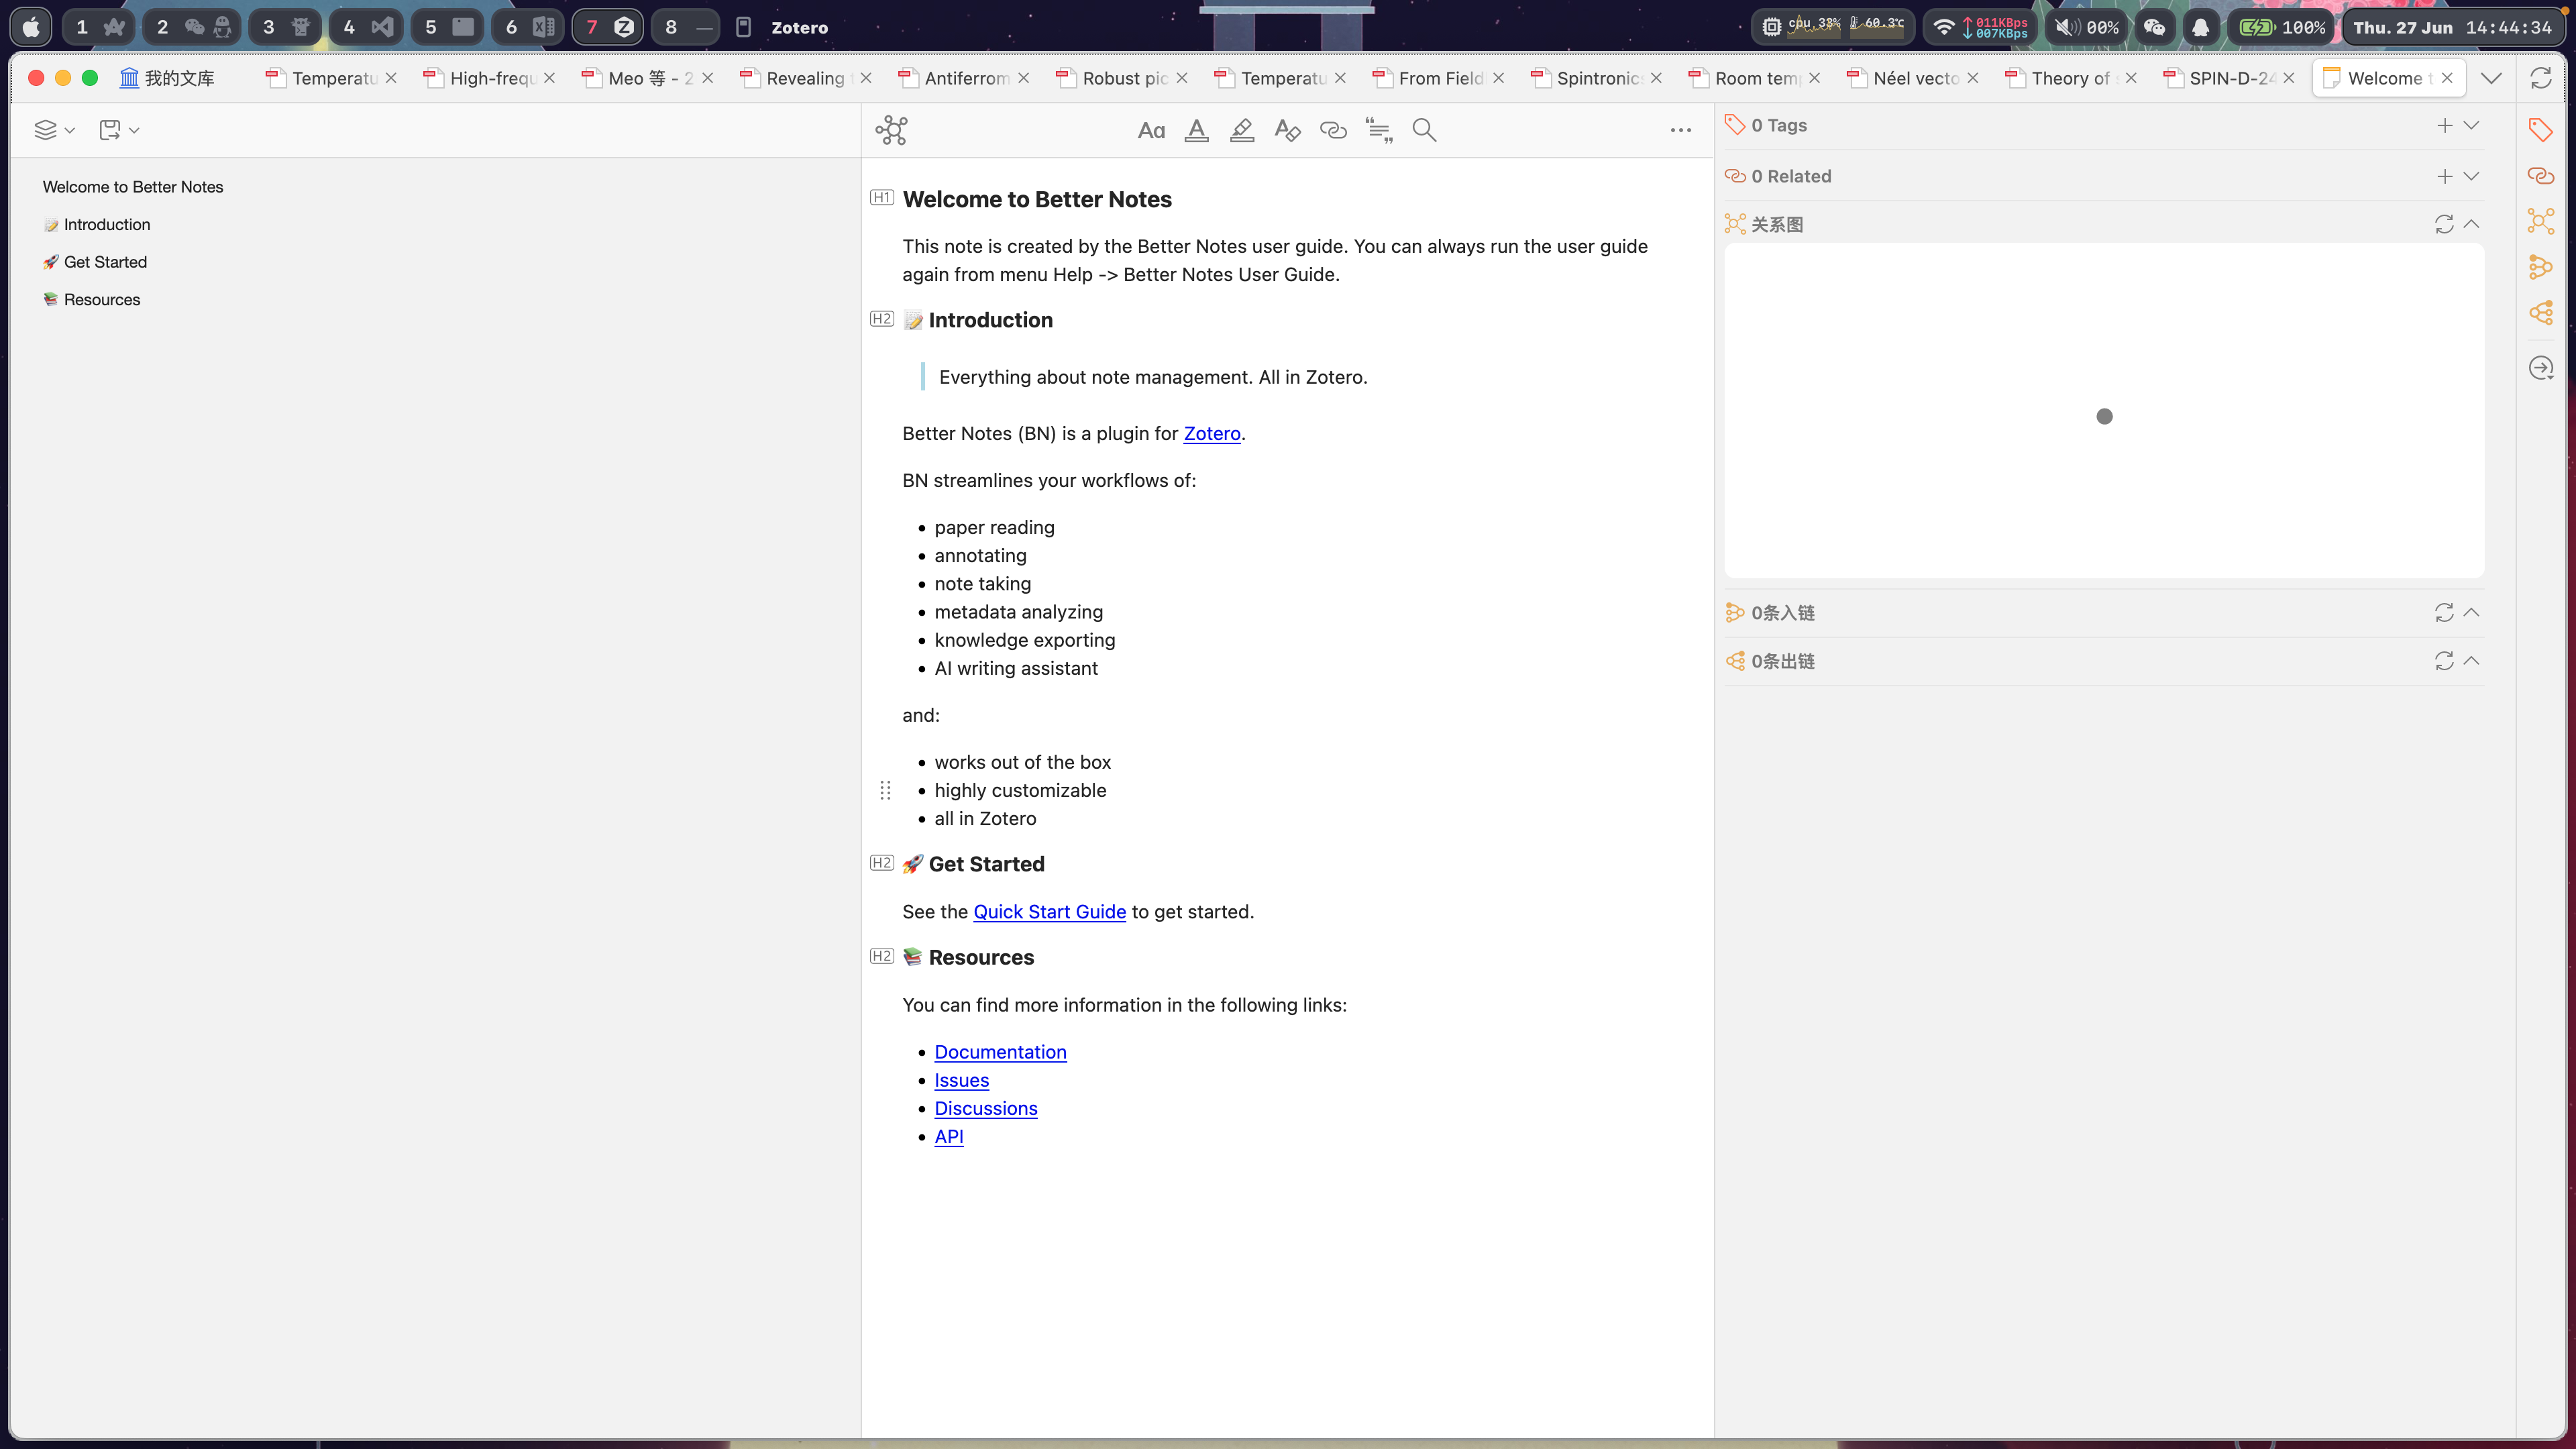 1
2
3
4
5
6
7
8
Zotero
cpu 33%
60.3℃
011KBps
007KBps
00%
100%
Thu. 27 Jun 14:44:34
我的文库
Temperatu
High-frequ
Meo 等 - 2
Revealing
Antiferrom
Robust pic
Temperatu
From Field
Spintronic
Room tem
Néel vecto
Theory of
SPIN-D-24
Welcome t
Aa
Welcome to Better Notes
📝 Introduction
🚀 Get Started
📚 Resources
H1 Welcome to Better Notes
This note is created by the Better Notes user guide. You can always run the user guide
again from menu Help -> Better Notes User Guide.
H2 📝 Introduction
Everything about note management. All in Zotero.
Better Notes (BN) is a plugin for Zotero.
BN streamlines your workflows of:
• paper reading
• annotating
• note taking
• metadata analyzing
• knowledge exporting
• AI writing assistant
and:
• works out of the box
• highly customizable
• all in Zotero
H2 🚀 Get Started
See the Quick Start Guide to get started.
H2 📚 Resources
You can find more information in the following links:
• Documentation
• Issues
• Discussions
• API
0 Tags
0 Related
关系图
0条入链
0条出链